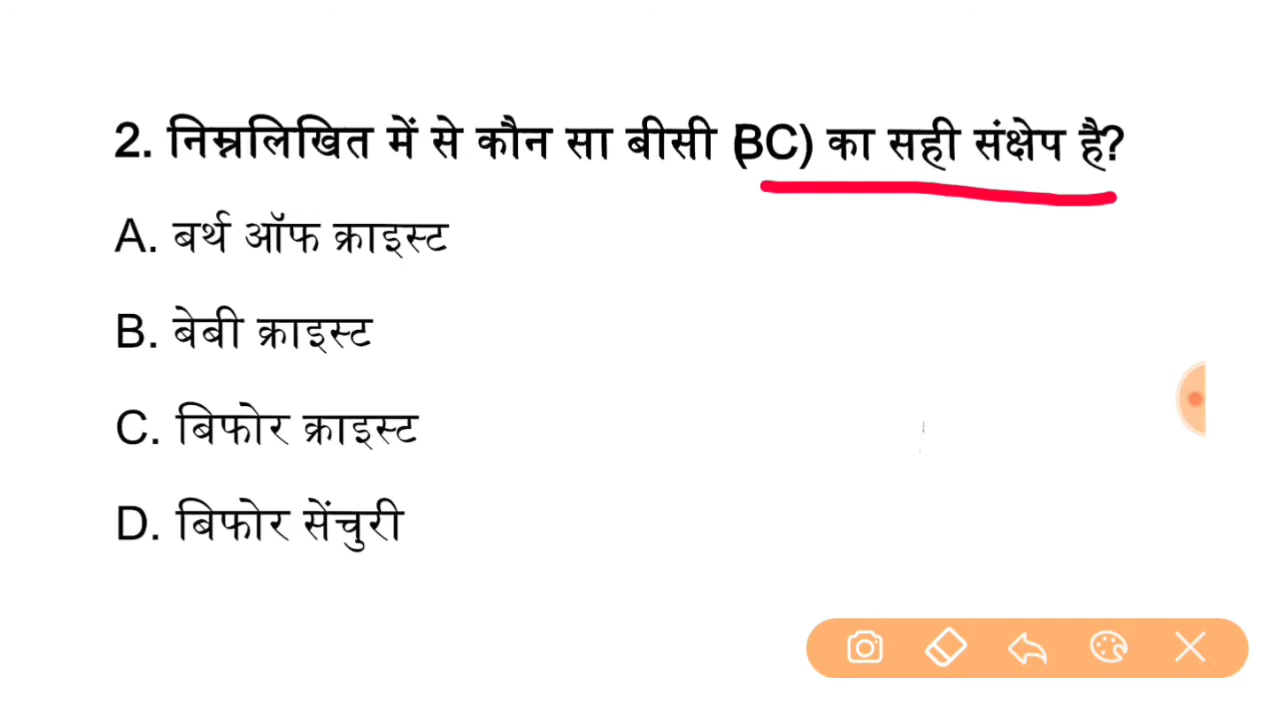 2. निम्नलिखित में से कौन सा बीसी (BC) का सही संक्षेप है?
A. बर्थ ऑफ क्राइस्ट
B. बेबी क्राइस्ट
C. बिफोर क्राइस्ट
D. बिफोर सेंचुरी